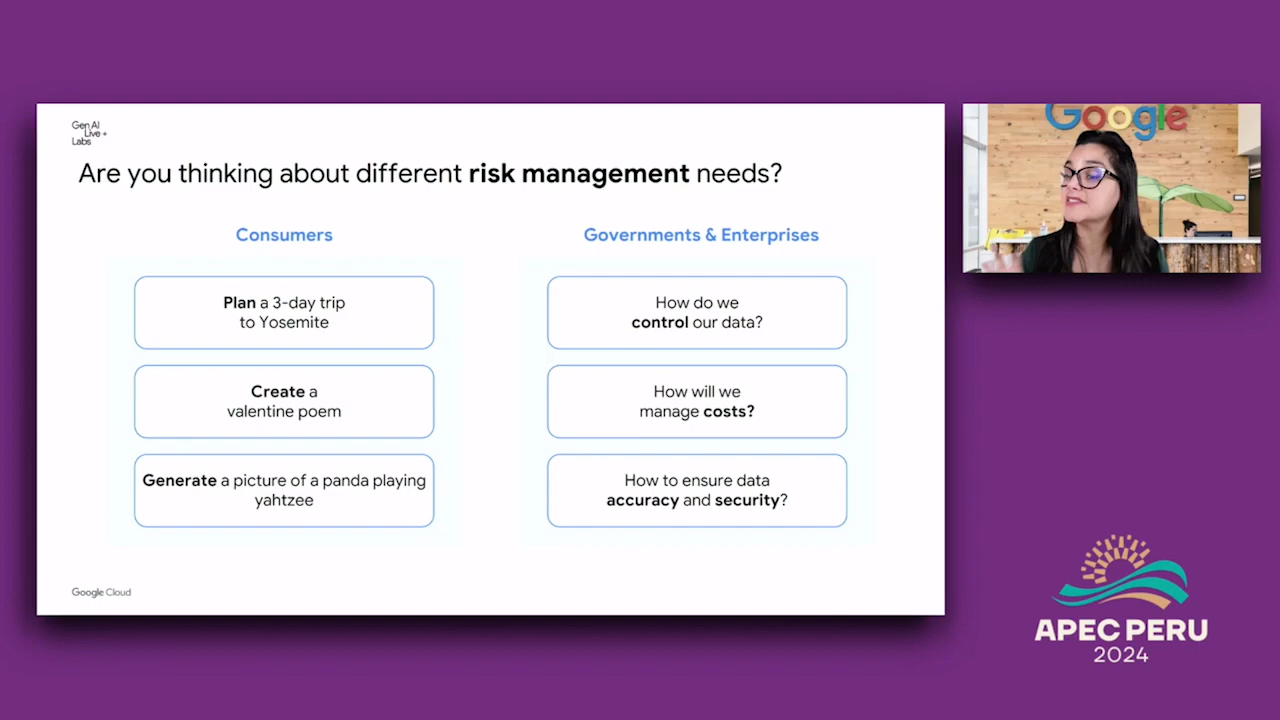 Gen AI
Live +
Labs
Are you thinking about different risk management needs?
Consumers
Plan a 3-day trip
to Yosemite
Create a
valentine poem
Generate a picture of a panda playing
yahtzee
Governments & Enterprises
How do we
control our data?
How will we
manage costs?
How to ensure data
accuracy and security?
Google Cloud
Google
APEC PERU
2024